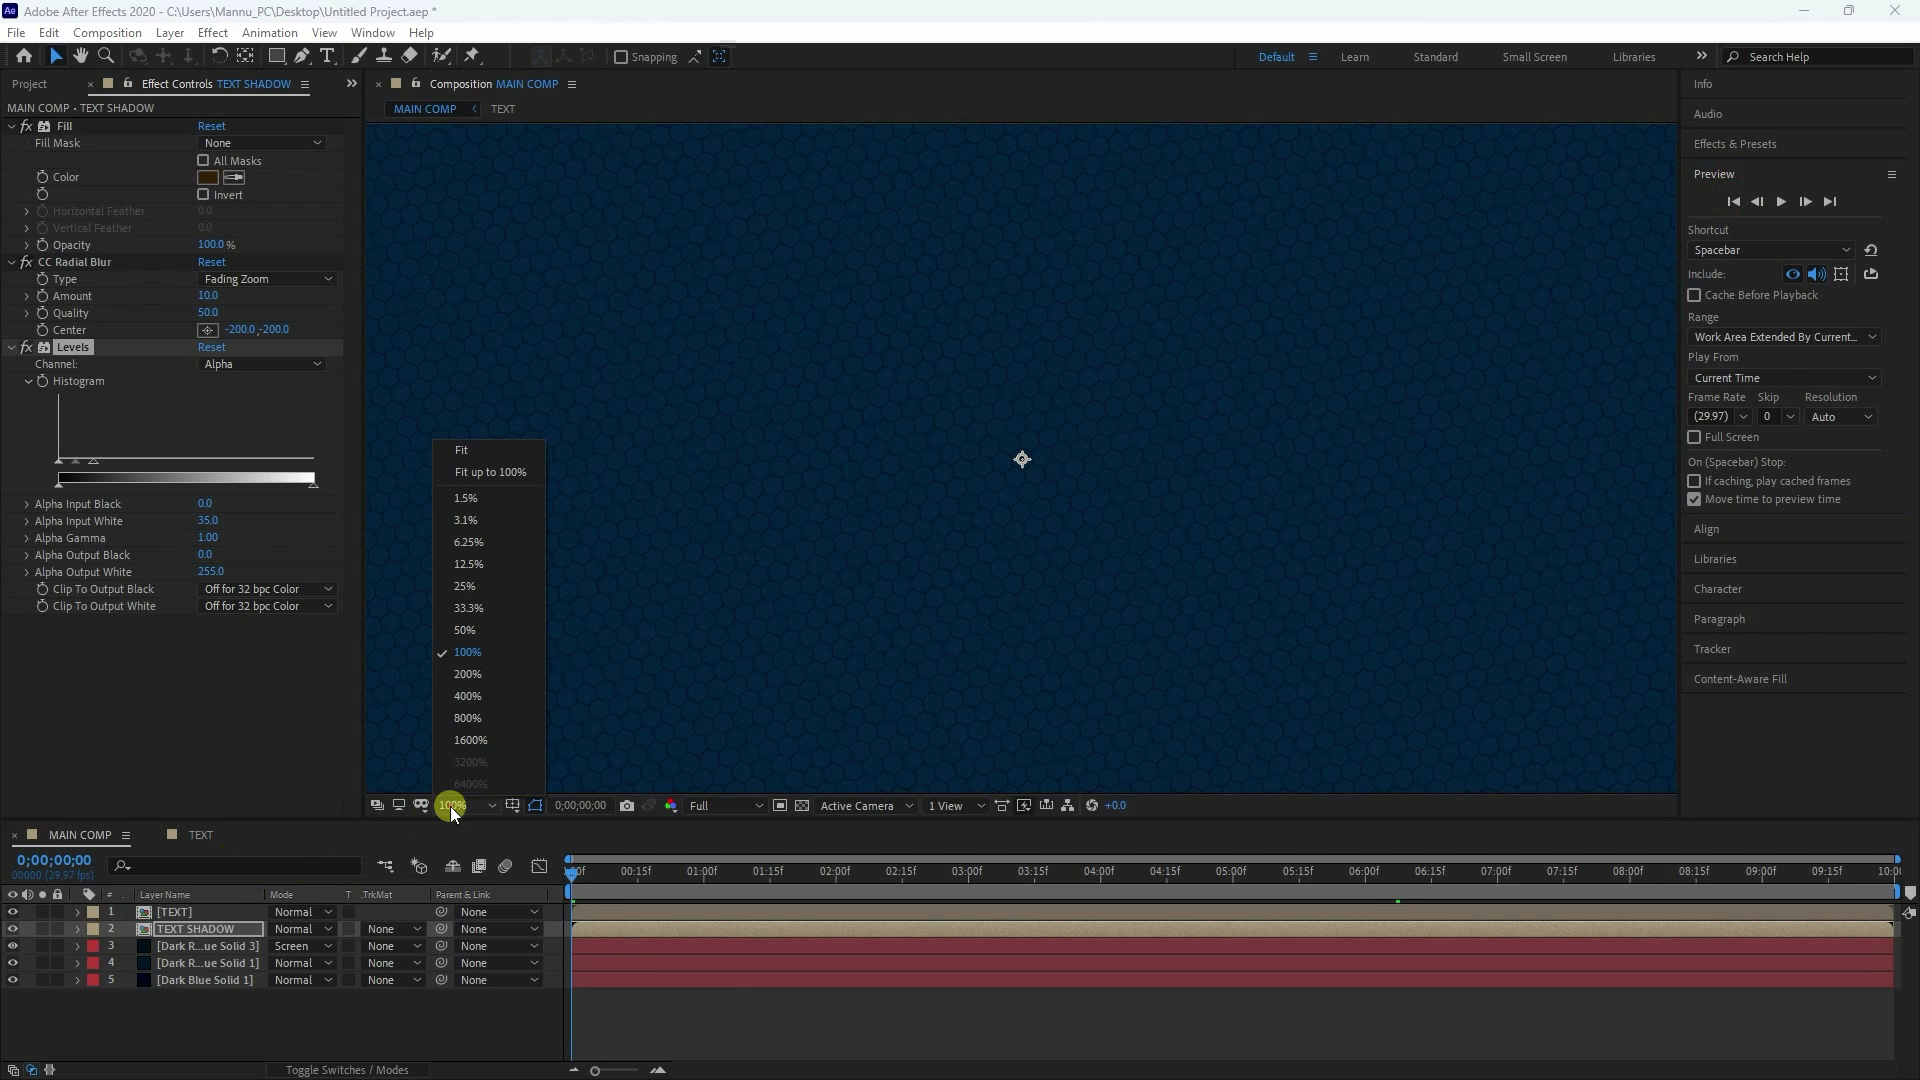 Adobe After Effects 2020 - C:\Users\Mannu_PC\Desktop\Untitled Project.aep *
File Edit Composition Layer Effect Animation View Window Help
Snapping
Default Learn Standard Small Screen Libraries Search Help
Project Effect Controls TEXT SHADOW
Composition MAIN COMP
MAIN COMP • TEXT SHADOW
MAIN COMP TEXT
fx Fill Reset
Fill Mask None
All Masks
Color
Invert
Horizontal Feather 0.0
Vertical Feather 0.0
Opacity 100.0 %
fx CC Radial Blur Reset
Type Fading Zoom
Amount 10.0
Quality 50.0
Center -200.0 ,-200.0
fx Levels Reset
Channel: Alpha
Histogram
Alpha Input Black 0.0
Alpha Input White 35.0
Alpha Gamma 1.00
Alpha Output Black 0.0
Alpha Output White 255.0
Clip To Output Black Off for 32 bpc Color
Clip To Output White Off for 32 bpc Color
Fit
Fit up to 100%
1.5%
3.1%
6.25%
12.5%
25%
33.3%
50%
100%
200%
400%
800%
1600%
3200%
6400%
100% 0;00;00;00 Full Active Camera 1 View +0.0
Info
Audio
Effects & Presets
Preview
Shortcut
Spacebar
Include:
Cache Before Playback
Range
Work Area Extended By Current...
Play From
Current Time
Frame Rate Skip Resolution
(29.97) 0 Auto
Full Screen
On (Spacebar) Stop:
If caching, play cached frames
Move time to preview time
Align
Libraries
Character
Paragraph
Tracker
Content-Aware Fill
MAIN COMP TEXT
0;00;00;00
00000 (29.97 fps)
00f 00:15f 01:00f 01:15f 02:00f 02:15f 03:00f 03:15f 04:00f 04:15f 05:00f 05:15f 06:00f 06:15f 07:00f 07:15f 08:00f 08:15f 09:00f 09:15f 10:00
# Layer Name Mode T .TrkMat Parent & Link
1 [TEXT] Normal None
2 TEXT SHADOW Normal None None
3 [Dark R...ue Solid 3] Screen None None
4 [Dark R...ue Solid 1] Normal None None
5 [Dark Blue Solid 1] Normal None None
Toggle Switches / Modes